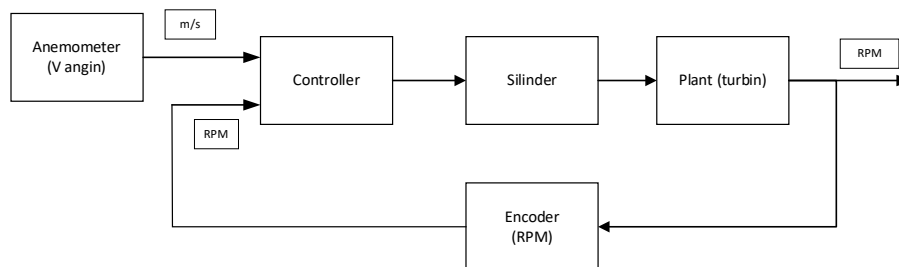 m/s
Anemometer
(V angin)
Controller
Silinder
Plant (turbin)
RPM
RPM
Encoder
(RPM)